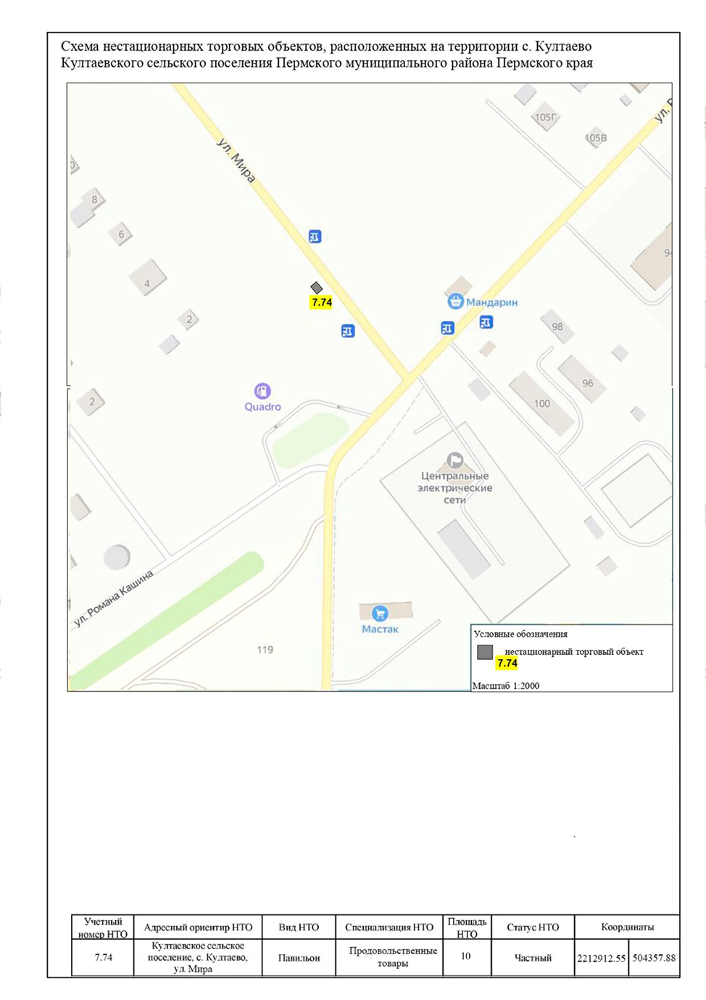 Схема нестационарных торговых объектов, расположенных на территории с. Култаево
Култаевского сельского поселения Пермского муниципального района Пермского края
105Г
105В
ул. Мира
8
6
4
2
7.74
Мандарин
98
96
100
2
Quadro
Центральные
электрические
сети
ул. Романа Кашина
Мастак
119
Условные обозначения
нестационарный торговый объект
7.74
Масштаб 1:2000
Учетный номер НТО
Адресный ориентир НТО
Вид НТО
Специализация НТО
Площадь НТО
Статус НТО
Координаты
7.74
Култаевское сельское
поселение, с. Култаево,
ул. Мира
Павильон
Продовольственные
товары
10
Частный
2212912.55
504357.88